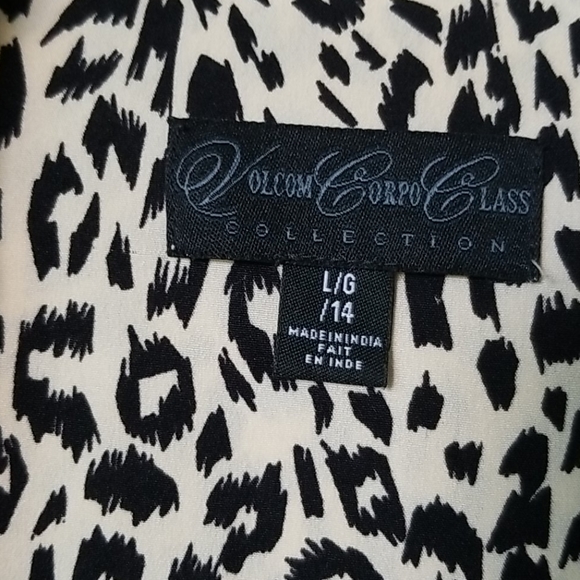 VOLCOM CORPO CLASS
COLLECTION
L/G
/14
MADE IN INDIA
FAIT
EN INDE